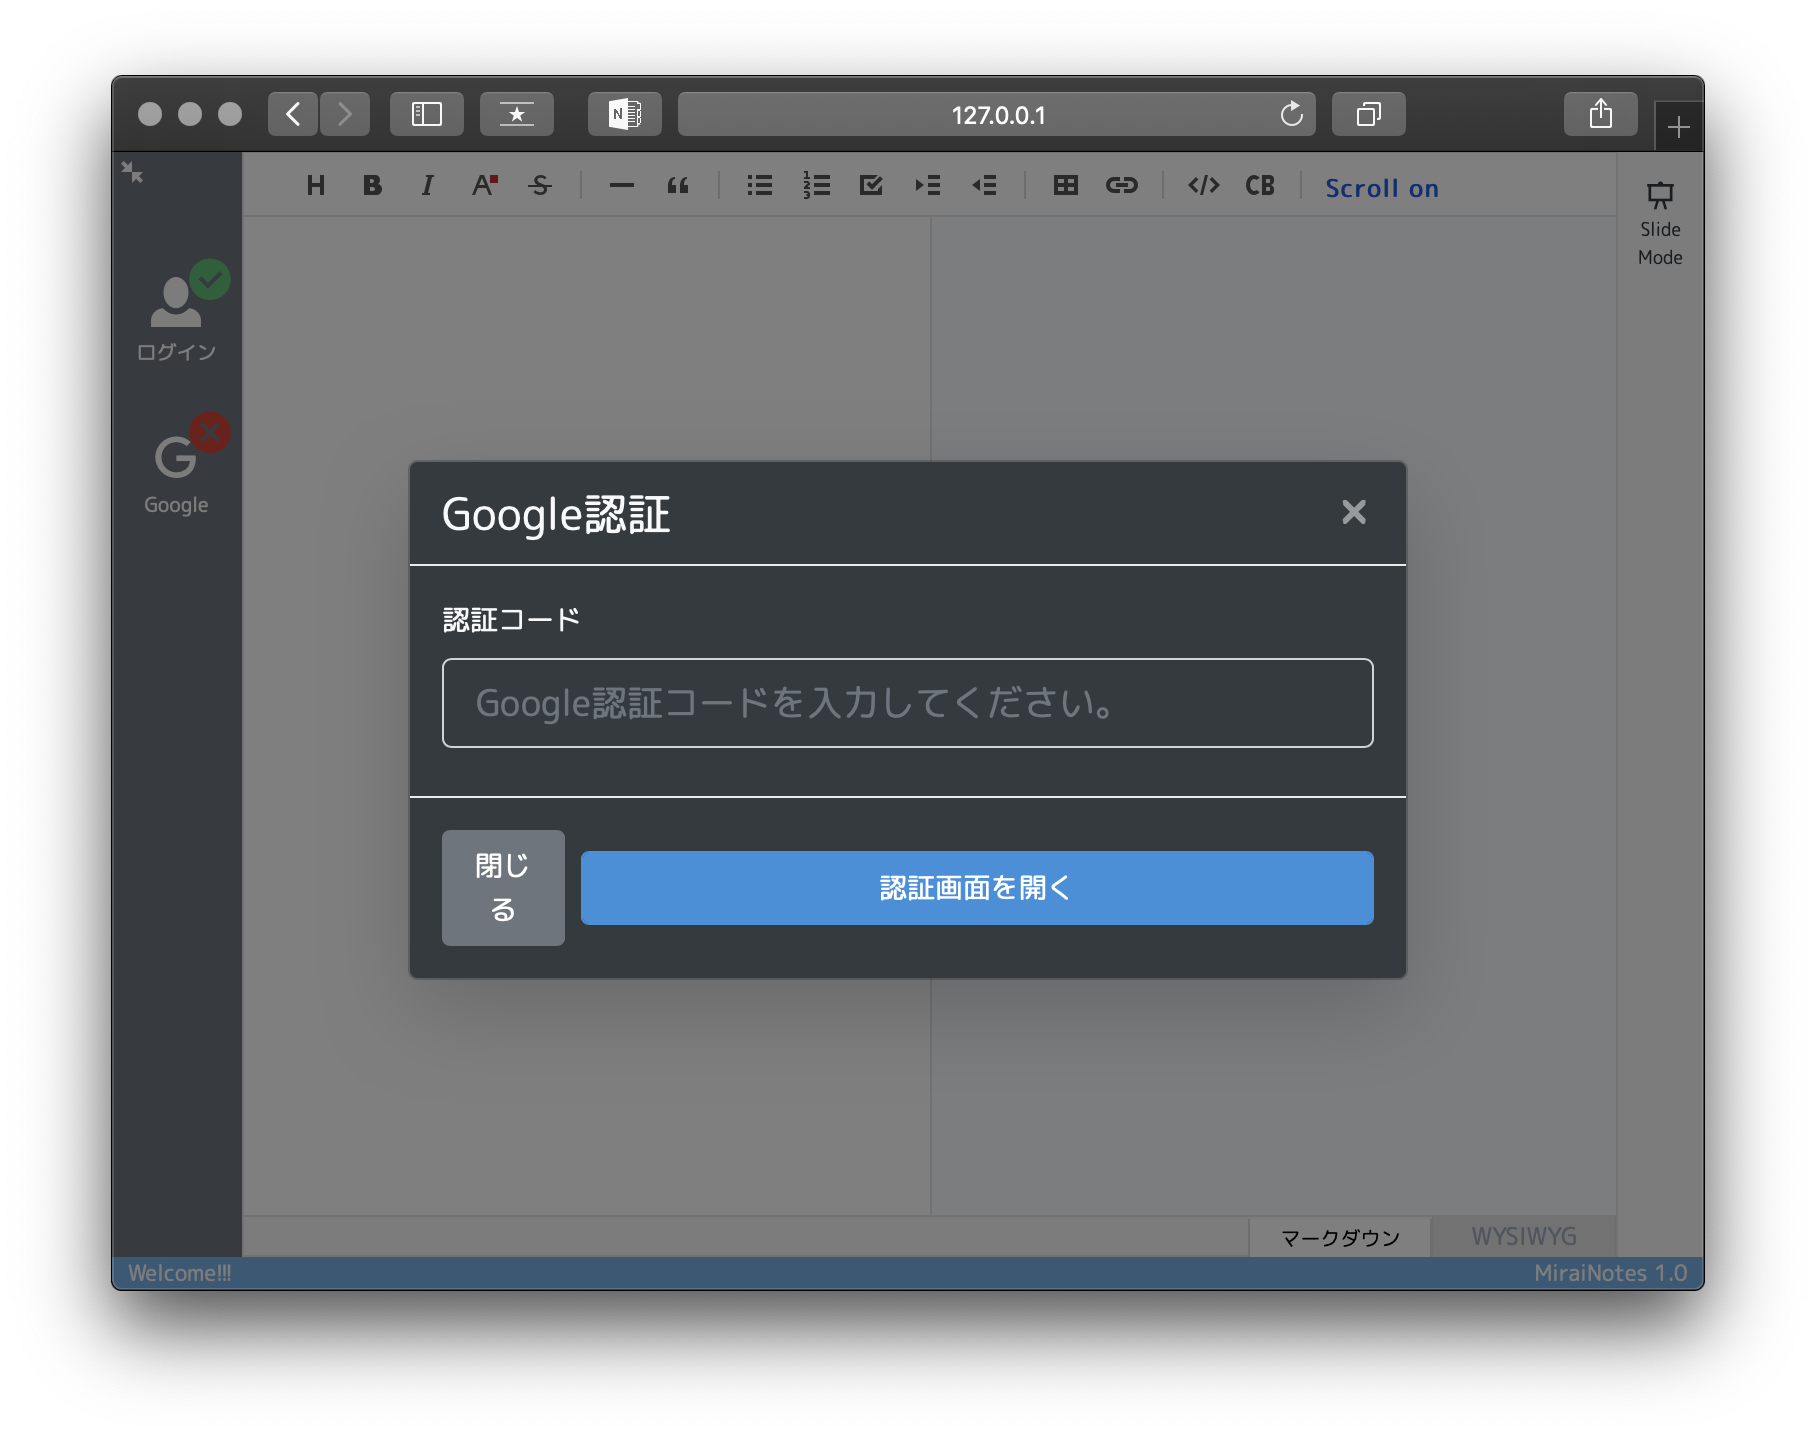 127.0.0.1
H B I A S “ </> CB Scroll on
Slide
Mode
ログイン
G
Google
Google認証
認証コード
Google認証コードを入力してください。
閉じ
る
認証画面を開く
マークダウン WYSIWYG
Welcome!!! MiraiNotes 1.0